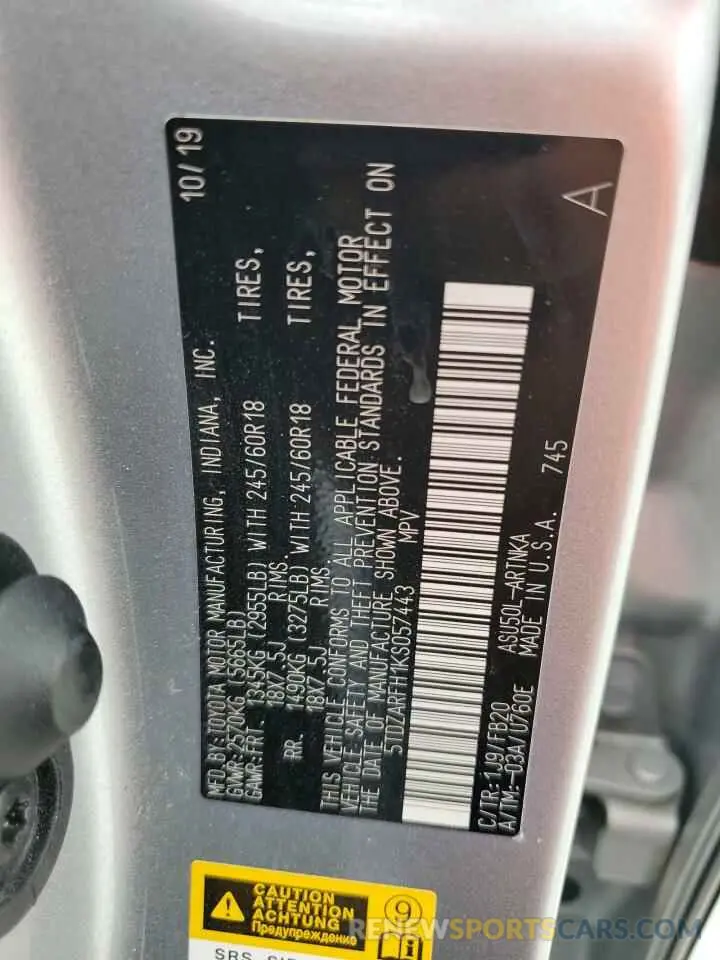 MFD.BY:TOYOTA MOTOR MANUFACTURING, INDIANA, INC. 10/19
GVWR:2570KG (5665LB)
GAWR:FRT. 1345KG (2955LB) WITH 245/60R18 TIRES,
18X7.5J RIMS.
RR. 1490KG (3275LB) WITH 245/60R18 TIRES,
18X7.5J RIMS.
THIS VEHICLE CONFORMS TO ALL APPLICABLE FEDERAL MOTOR
VEHICLE SAFETY AND THEFT PREVENTION STANDARDS IN EFFECT ON
THE DATE OF MANUFACTURE SHOWN ABOVE.
5TDZARFH1KS057443 MPV
A
C/TR:1J9/FB20 ASU50L-ARTNKA
A/TM:-03A/U760E MADE IN U.S.A. 745
CAUTION
ATTENTION
ACHTUNG
Предупреждение
SRS
RENEWSPORTSCARS.COM